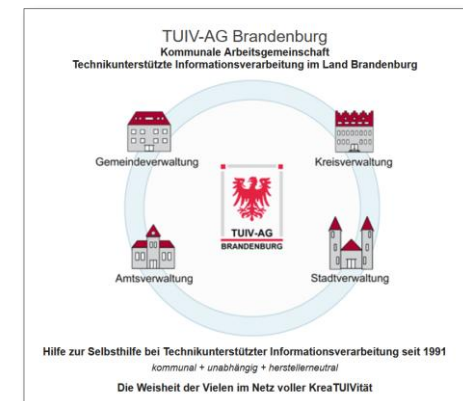 TUIV-AG Brandenburg
Kommunale Arbeitsgemeinschaft
Technikunterstützte Informationsverarbeitung im Land Brandenburg
Gemeindeverwaltung
Kreisverwaltung
TUIV-AG
BRANDENBURG
Amtsverwaltung
Stadtverwaltung
Hilfe zur Selbsthilfe bei Technikunterstützter Informationsverarbeitung seit 1991
kommunal + unabhängig + herstellerneutral
Die Weisheit der Vielen im Netz voller KreaTUIVität